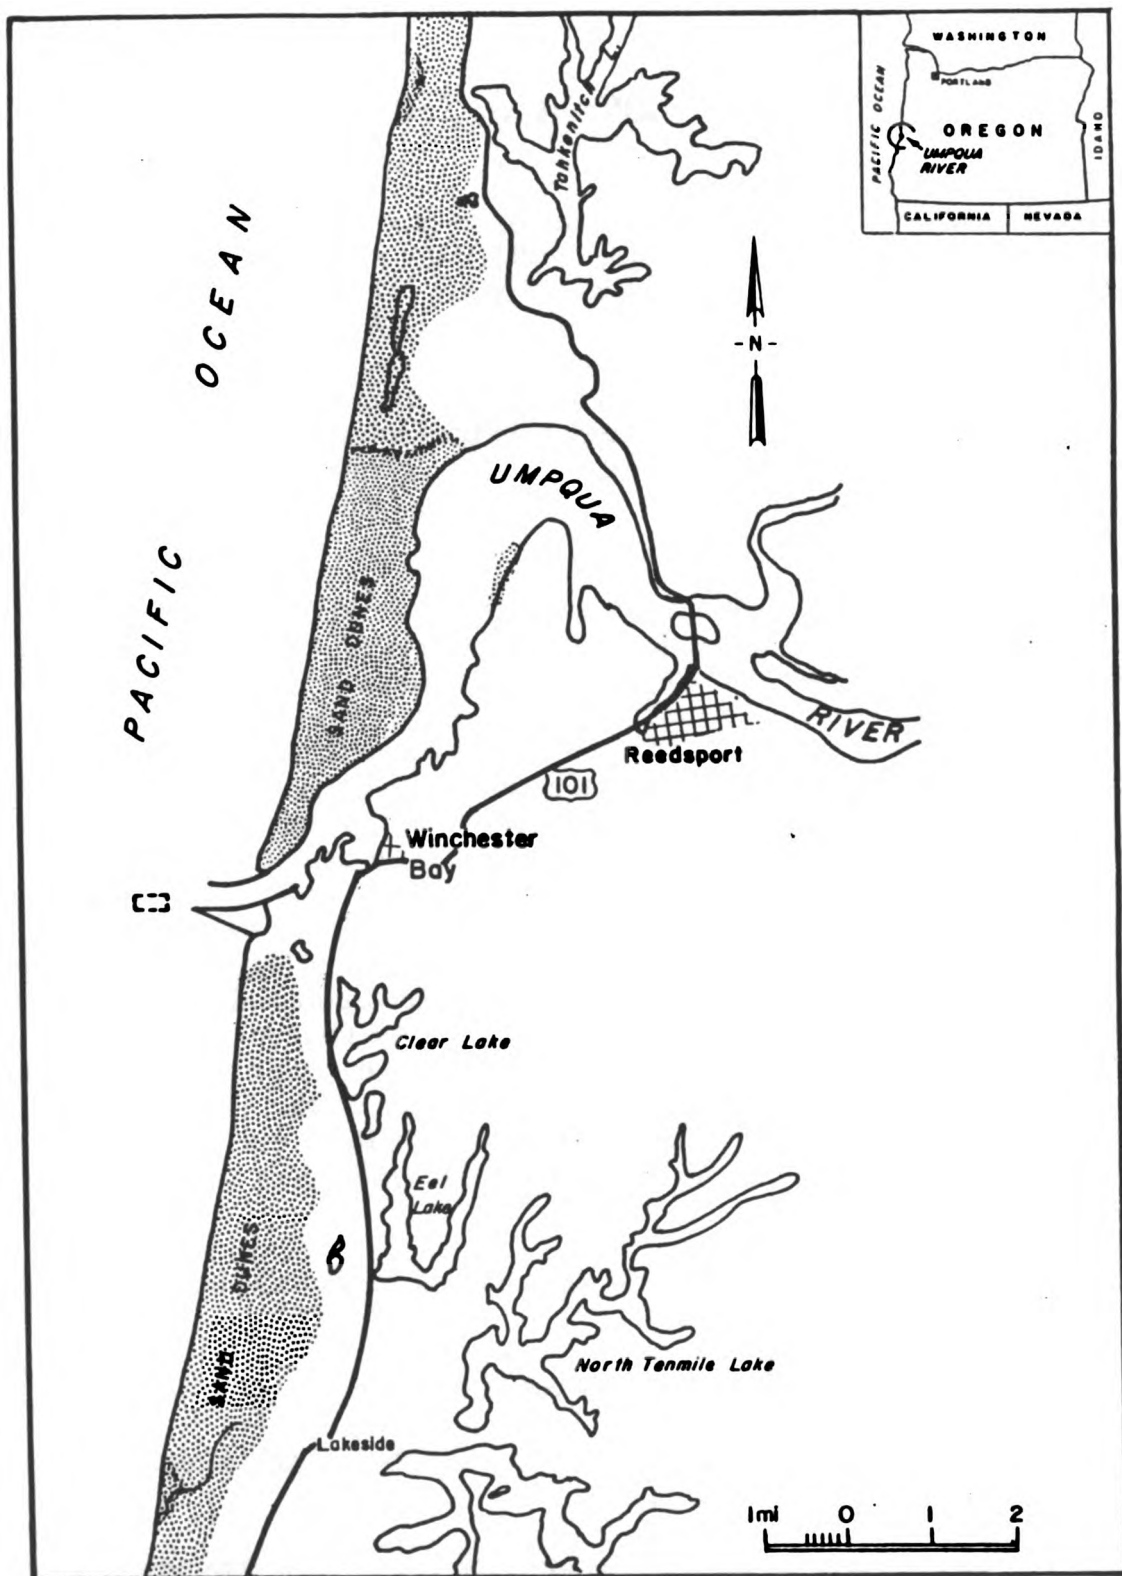 WASHINGTON
PORTLAND
PACIFIC OCEAN
OREGON
IDAHO
UMPQUA
RIVER
CALIFORNIA
NEVADA
Tahkenitch
PACIFIC OCEAN
-N-
UMPQUA
RIVER
SAND DUNES
Reedsport
101
Winchester
Bay
Clear Lake
Eel
Lake
SAND DUNES
North Tenmile Lake
Lakeside
1mi 0 1 2